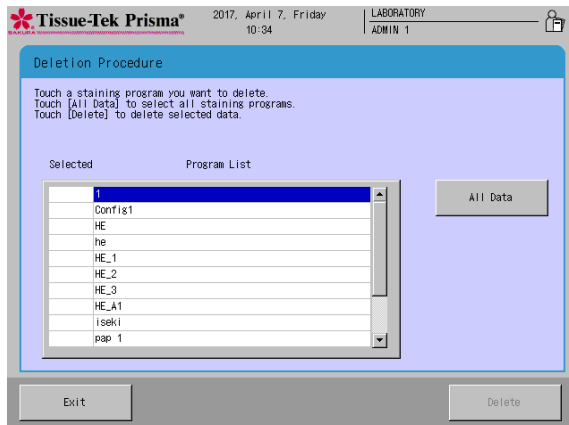 Tissue-Tek Prisma®
SAKURA
2017, April 7, Friday
10:34
LABORATORY
ADMIN 1
Deletion Procedure
Touch a staining program you want to delete.
Touch [All Data] to select all staining programs.
Touch [Delete] to delete selected data.
Selected Program List
1
Config1
HE
he
HE_1
HE_2
HE_3
HE_A1
iseki
pap 1
All Data
Exit
Delete